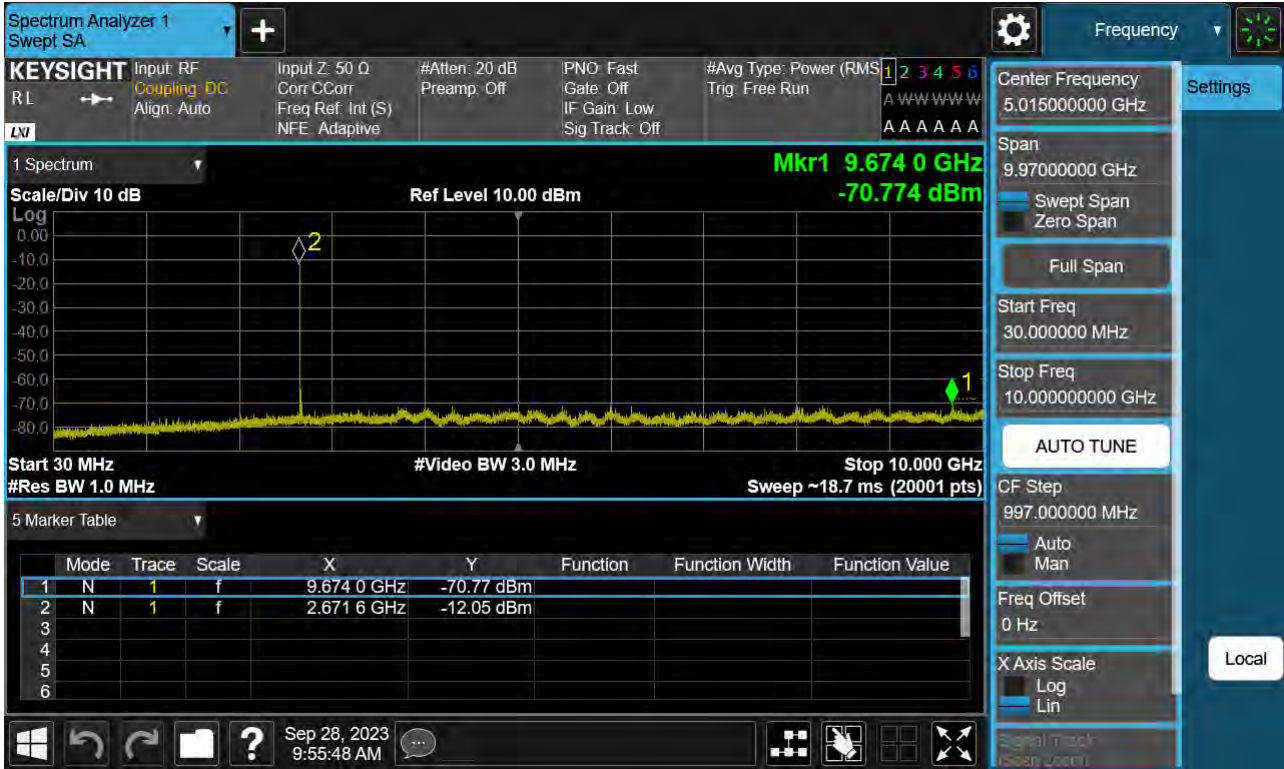 Spectrum Analyzer 1
Swept SA
+
Frequency
KEYSIGHT
RL
LXI
Input: RF
Coupling: DC
Align: Auto
Input Z: 50 Ω
Corr CCorr
Freq Ref: Int (S)
NFE: Adaptive
#Atten: 20 dB
Preamp: Off
PNO: Fast
Gate: Off
IF Gain: Low
Sig Track: Off
#Avg Type: Power (RMS
Trig: Free Run
1 2 3 4 5 6
A W W W W W
A A A A A A
1 Spectrum
Mkr1 9.674 0 GHz
-70.774 dBm
Scale/Div 10 dB
Ref Level 10.00 dBm
Log
0.00
-10.0
-20.0
-30.0
-40.0
-50.0
-60.0
-70.0
-80.0
2
1
Start 30 MHz
#Video BW 3.0 MHz
Stop 10.000 GHz
#Res BW 1.0 MHz
Sweep ~18.7 ms (20001 pts)
5 Marker Table
Mode Trace Scale X Y Function Function Width Function Value
1 N 1 f 9.674 0 GHz -70.77 dBm
2 N 1 f 2.671 6 GHz -12.05 dBm
3
4
5
6
Center Frequency
5.015000000 GHz
Settings
Span
9.97000000 GHz
Swept Span
Zero Span
Full Span
Start Freq
30.000000 MHz
Stop Freq
10.000000000 GHz
AUTO TUNE
CF Step
997.000000 MHz
Auto
Man
Freq Offset
0 Hz
X Axis Scale
Log
Lin
Signal Track
(Span Zoom)
Local
?
Sep 28, 2023
9:55:48 AM